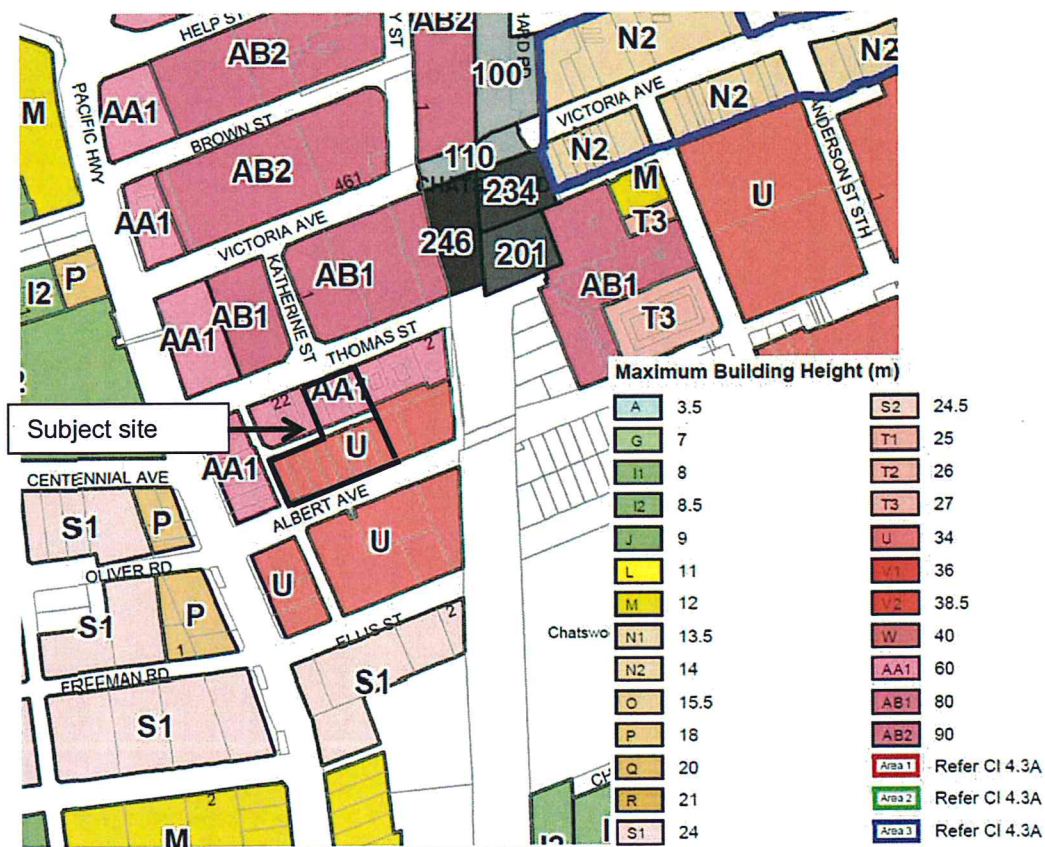 HELP ST
AB2
AB2
N2
N2
100
M
PACIFIC HWY
AA1
BROWN ST
VICTORIA AVE
N2
AB2
110
N2
461
234
M
U
AA1
T3
VICTORIA AVE
246
201
KATHERINE ST
AB1
AB1
I2
P
AB1
T3
AA1
THOMAS ST
2
AA1
22
Subject site
U
AA1
CENTENNIAL AVE
S1
P
ALBERT AVE
U
OLIVER RD
U
S1
P
1
ELLIS ST
2
Chatswo
FREEMAN RD
S1
S1
2
M
Maximum Building Height (m)
A 3.5
G 7
I1 8
I2 8.5
J 9
L 11
M 12
N1 13.5
N2 14
O 15.5
P 18
Q 20
R 21
S1 24
S2 24.5
T1 25
T2 26
T3 27
U 34
V1 36
V2 38.5
W 40
AA1 60
AB1 80
AB2 90
Area 1 Refer Cl 4.3A
Area 2 Refer Cl 4.3A
Area 3 Refer Cl 4.3A